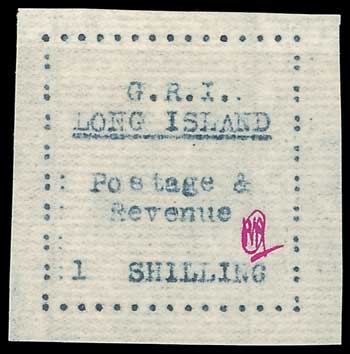 G.R.I..
LONG ISLAND
Postage &
Revenue
1 SHILLING